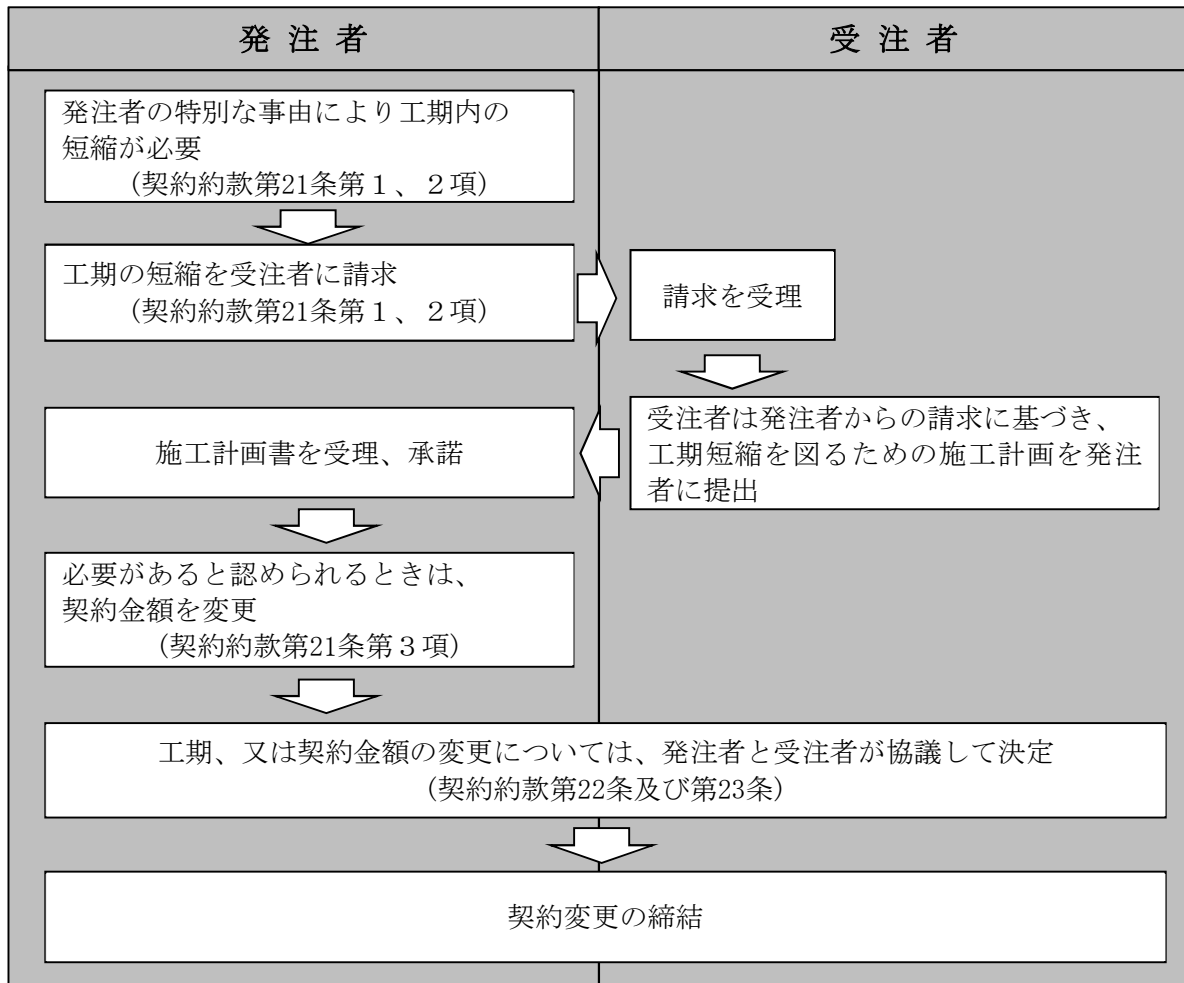 発 注 者
受 注 者
発注者の特別な事由により工期内の
短縮が必要
（契約約款第21条第１、２項）
工期の短縮を受注者に請求
（契約約款第21条第１、２項）
請求を受理
受注者は発注者からの請求に基づき、
工期短縮を図るための施工計画を発注
者に提出
施工計画書を受理、承諾
必要があると認められるときは、
契約金額を変更
（契約約款第21条第３項）
工期、又は契約金額の変更については、発注者と受注者が協議して決定
（契約約款第22条及び第23条）
契約変更の締結